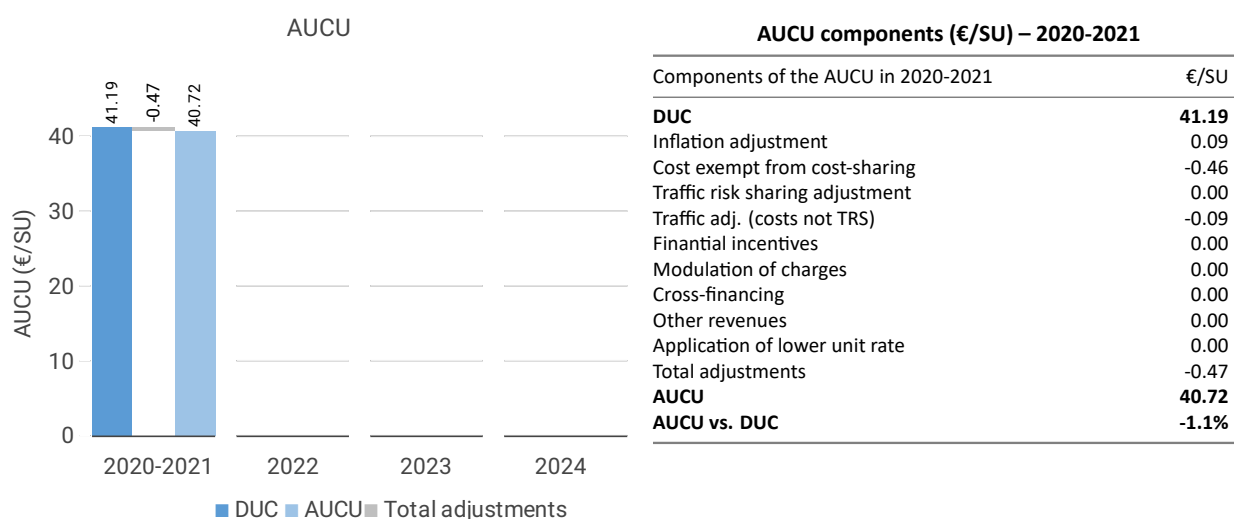 AUCU
41.19
-0.47
40.72
AUCU (€/SU)
40
30
20
10
0
2020-2021
2022
2023
2024
DUC
AUCU
Total adjustments
AUCU components (€/SU) – 2020-2021
Components of the AUCU in 2020-2021 €/SU
DUC 41.19
Inflation adjustment 0.09
Cost exempt from cost-sharing -0.46
Traffic risk sharing adjustment 0.00
Traffic adj. (costs not TRS) -0.09
Finantial incentives 0.00
Modulation of charges 0.00
Cross-financing 0.00
Other revenues 0.00
Application of lower unit rate 0.00
Total adjustments -0.47
AUCU 40.72
AUCU vs. DUC -1.1%